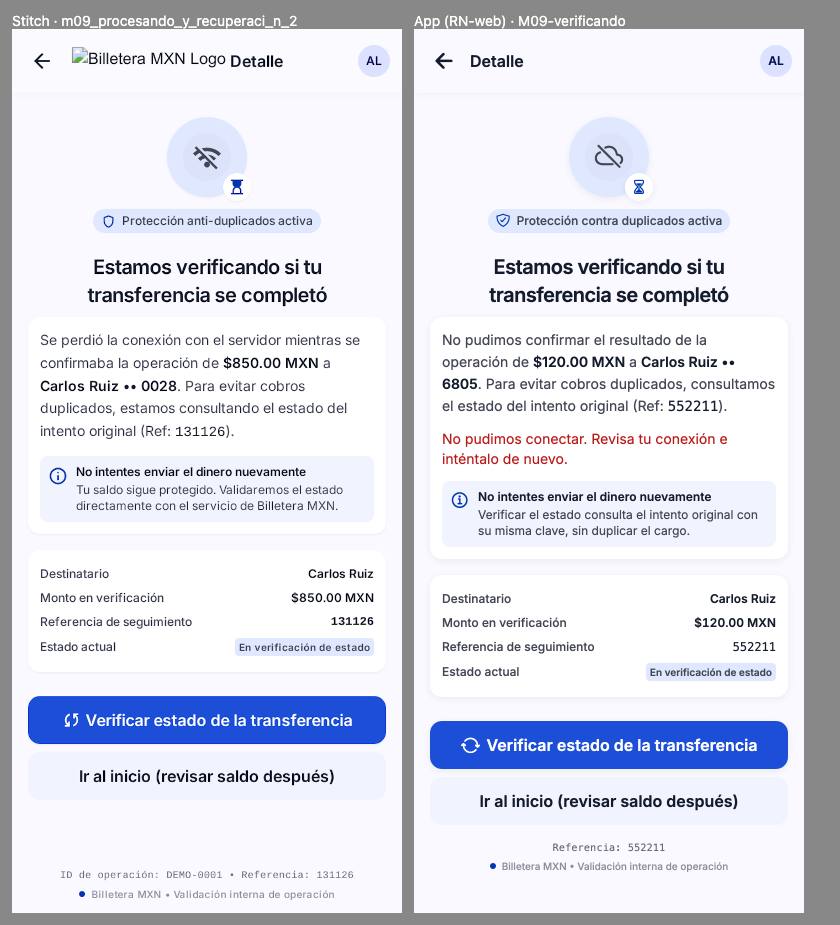 Stitch · m09_procesando_y_recuperaci_n_2
Billetera MXN Logo Detalle
AL
Protección anti-duplicados activa
Estamos verificando si tu
transferencia se completó
Se perdió la conexión con el servidor mientras se
confirmaba la operación de $850.00 MXN a
Carlos Ruiz •• 0028. Para evitar cobros
duplicados, estamos consultando el estado del
intento original (Ref: 131126).
No intentes enviar el dinero nuevamente
Tu saldo sigue protegido. Validaremos el estado
directamente con el servicio de Billetera MXN.
Destinatario Carlos Ruiz
Monto en verificación $850.00 MXN
Referencia de seguimiento 131126
Estado actual En verificación de estado
Verificar estado de la transferencia
Ir al inicio (revisar saldo después)
ID de operación: DEMO-0001 • Referencia: 131126
Billetera MXN • Validación interna de operación
App (RN-web) · M09-verificando
Detalle
AL
Protección contra duplicados activa
Estamos verificando si tu
transferencia se completó
No pudimos confirmar el resultado de la
operación de $120.00 MXN a Carlos Ruiz ••
6805. Para evitar cobros duplicados, consultamos
el estado del intento original (Ref: 552211).
No pudimos conectar. Revisa tu conexión e
inténtalo de nuevo.
No intentes enviar el dinero nuevamente
Verificar el estado consulta el intento original con
su misma clave, sin duplicar el cargo.
Destinatario Carlos Ruiz
Monto en verificación $120.00 MXN
Referencia de seguimiento 552211
Estado actual En verificación de estado
Verificar estado de la transferencia
Ir al inicio (revisar saldo después)
Referencia: 552211
Billetera MXN • Validación interna de operación